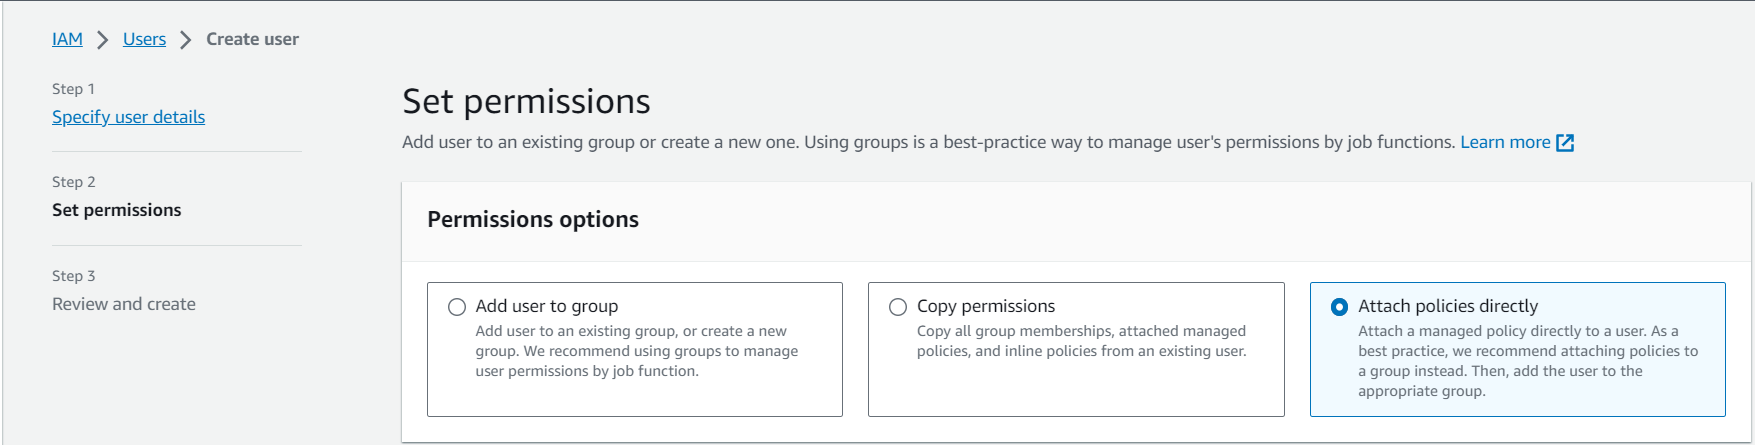 IAM > Users > Create user
Step 1
Specify user details
Step 2
Set permissions
Step 3
Review and create
Set permissions
Add user to an existing group or create a new one. Using groups is a best-practice way to manage user's permissions by job functions. Learn more
Permissions options
Add user to group
Add user to an existing group, or create a new
group. We recommend using groups to manage
user permissions by job function.
Copy permissions
Copy all group memberships, attached managed
policies, and inline policies from an existing user.
Attach policies directly
Attach a managed policy directly to a user. As a
best practice, we recommend attaching policies to
a group instead. Then, add the user to the
appropriate group.